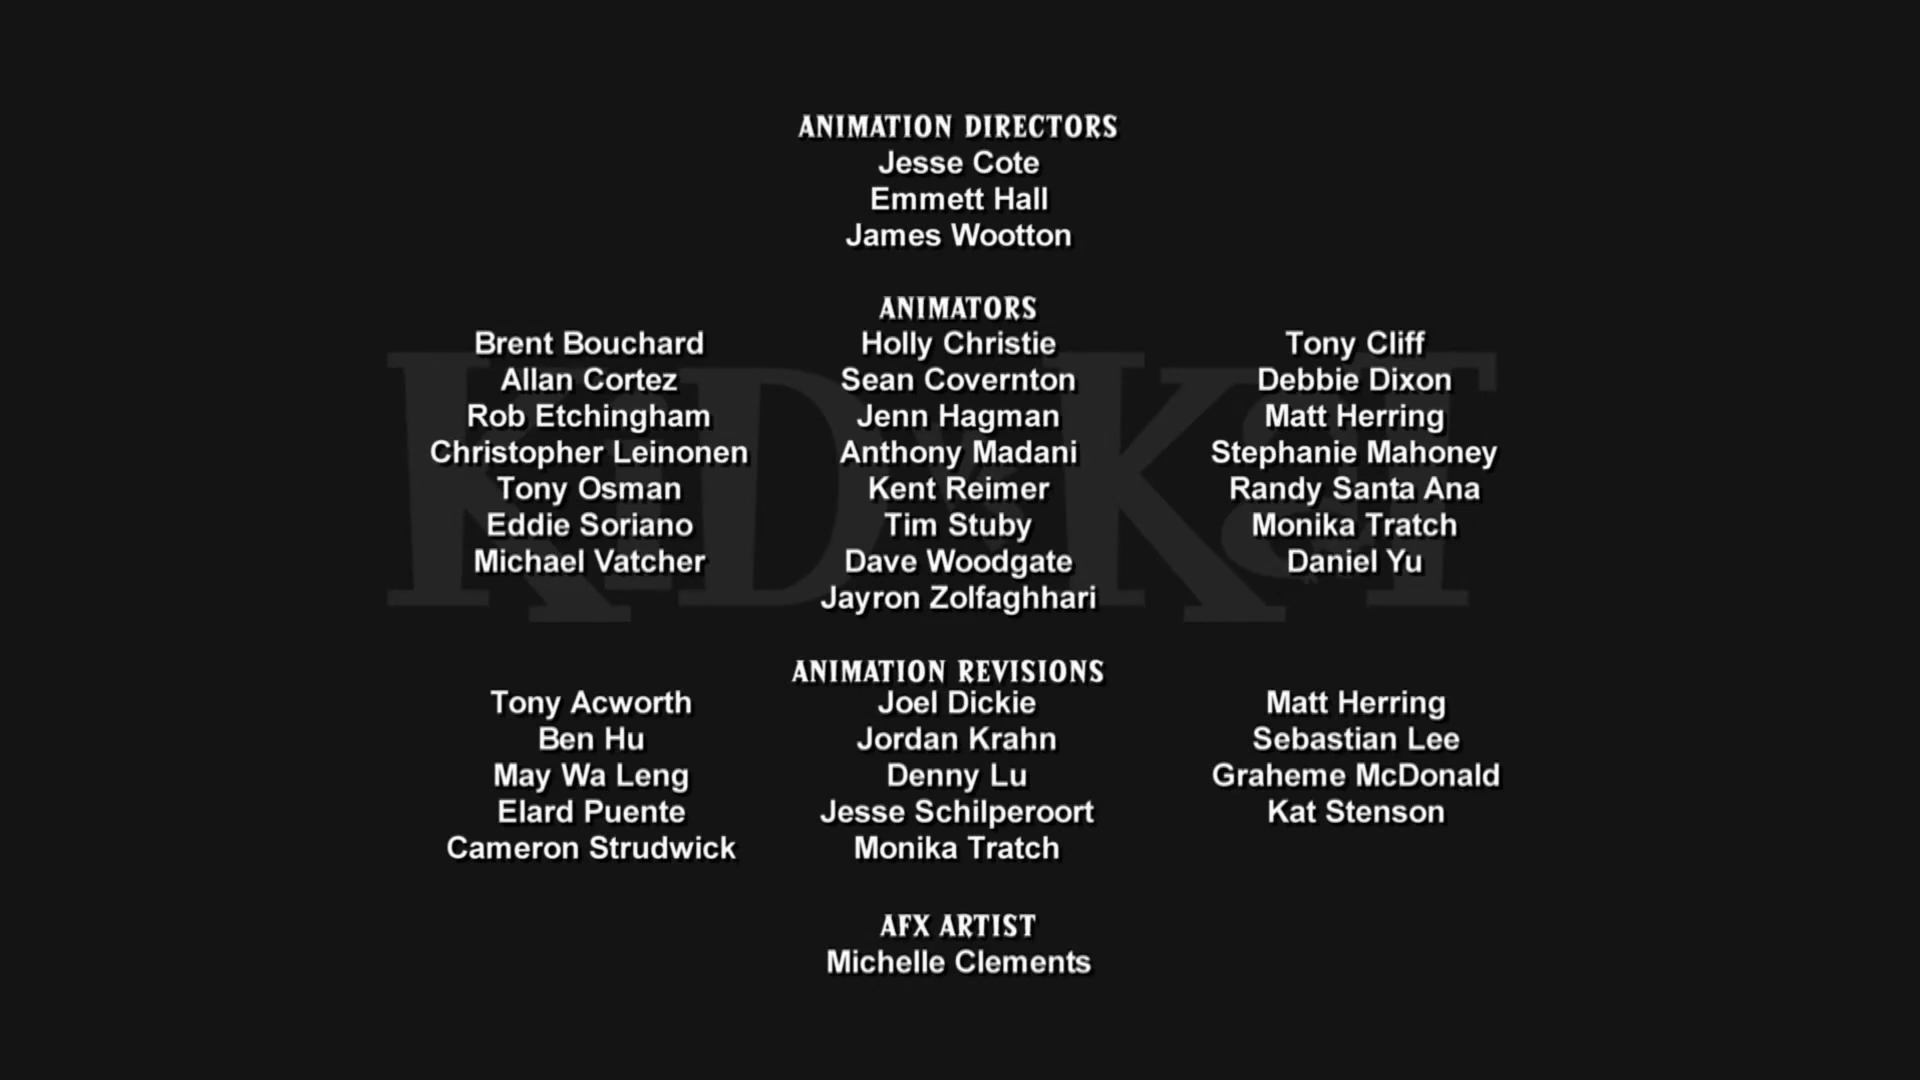 ANIMATION DIRECTORS
Jesse Cote
Emmett Hall
James Wootton
ANIMATORS
Brent Bouchard Holly Christie Tony Cliff
Allan Cortez Sean Covernton Debbie Dixon
Rob Etchingham Jenn Hagman Matt Herring
Christopher Leinonen Anthony Madani Stephanie Mahoney
Tony Osman Kent Reimer Randy Santa Ana
Eddie Soriano Tim Stuby Monika Tratch
Michael Vatcher Dave Woodgate Daniel Yu
Jayron Zolfaghhari
KiD VS KaT
ANIMATION REVISIONS
Tony Acworth Joel Dickie Matt Herring
Ben Hu Jordan Krahn Sebastian Lee
May Wa Leng Denny Lu Graheme McDonald
Elard Puente Jesse Schilperoort Kat Stenson
Cameron Strudwick Monika Tratch
AFX ARTIST
Michelle Clements